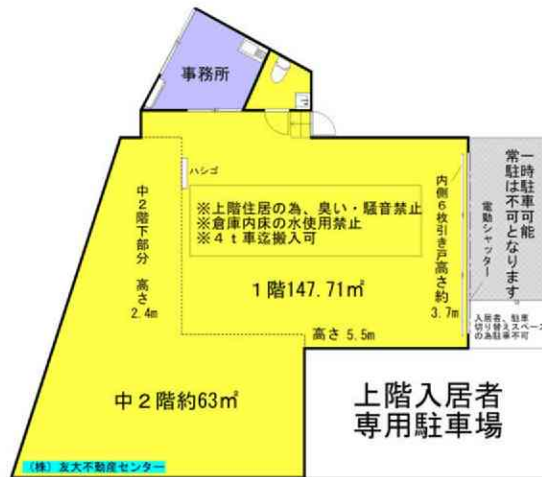 事務所
ハシゴ
※上階住居の為、臭い・騒音禁止
※倉庫内床の水使用禁止
※4t車迄搬入可
中2階下部分 高さ
2.4m
1階147.71㎡
高さ 5.5m
内側6枚引き戸高さ約
3.7m
電動シャッター
一時駐車可能
常駐は不可となります。
入居者、駐車
切り替えスペース
の為駐車不可
中2階約63㎡
上階入居者
専用駐車場
(株)友大不動産センター